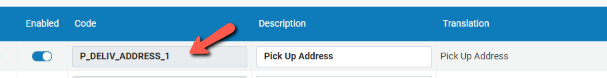 Enabled Code Description Translation
P_DELIV_ADDRESS_1 Pick Up Address Pick Up Address